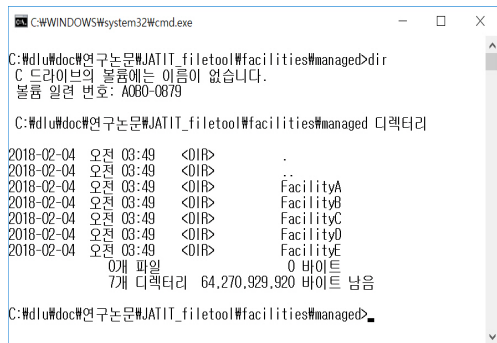 C:₩WINDOWS₩system32₩cmd.exe
C:₩dlu₩doc₩연구논문₩JATIT_filetool₩facilities₩managed>dir
C 드라이브의 볼륨에는 이름이 없습니다.
볼륨 일련 번호: A0B0-0879
C:₩dlu₩doc₩연구논문₩JATIT_filetool₩facilities₩managed 디렉터리
2018-02-04 오전 03:49 <DIR> .
2018-02-04 오전 03:49 <DIR> ..
2018-02-04 오전 03:49 <DIR> FacilityA
2018-02-04 오전 03:49 <DIR> FacilityB
2018-02-04 오전 03:49 <DIR> FacilityC
2018-02-04 오전 03:49 <DIR> FacilityD
2018-02-04 오전 03:49 <DIR> FacilityE
0개 파일 0 바이트
7개 디렉터리 64,270,929,920 바이트 남음
C:₩dlu₩doc₩연구논문₩JATIT_filetool₩facilities₩managed>